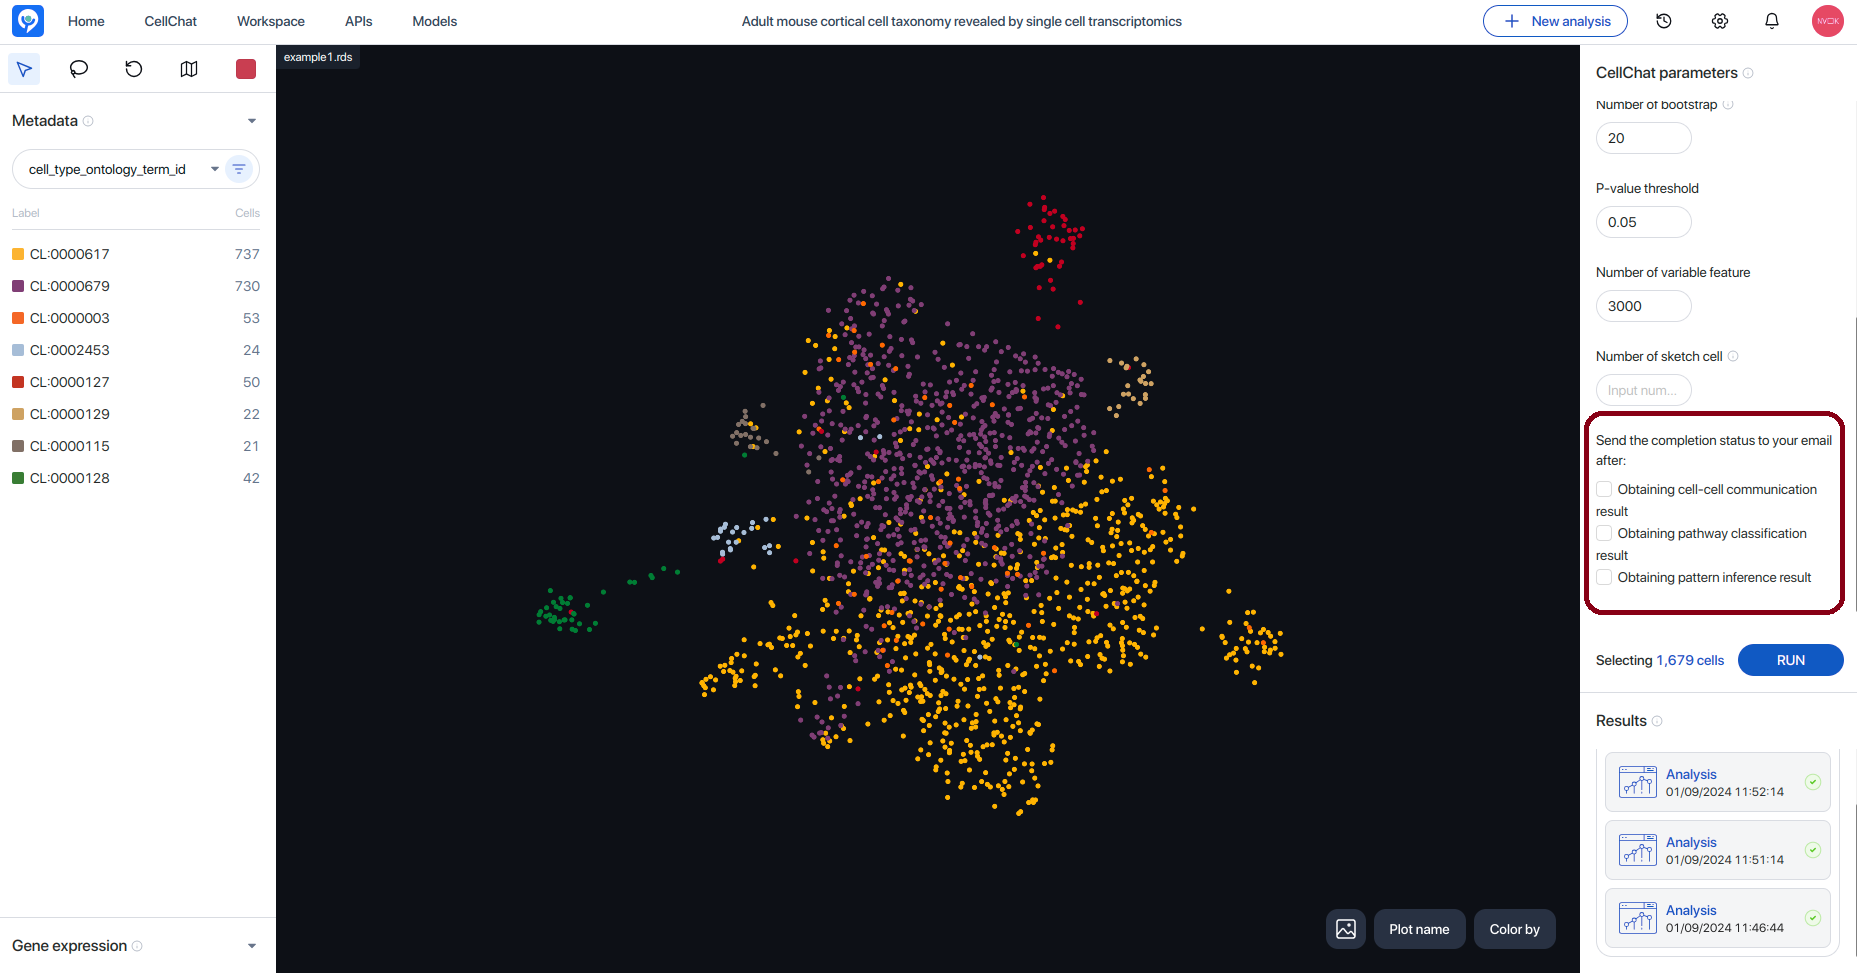 Home CellChat Workspace APIs Models Adult mouse cortical cell taxonomy revealed by single cell transcriptomics New analysis
example1.rds
Metadata
cell_type_ontology_term_id
Label Cells
CL:0000617 737
CL:0000679 730
CL:0000003 53
CL:0002453 24
CL:0000127 50
CL:0000129 22
CL:0000115 21
CL:0000128 42
Gene expression
Plot name Color by
CellChat parameters
Number of bootstrap
20
P-value threshold
0.05
Number of variable feature
3000
Number of sketch cell
Input num...
Send the completion status to your email
after:
Obtaining cell-cell communication
result
Obtaining pathway classification
result
Obtaining pattern inference result
Selecting 1,679 cells RUN
Results
Analysis
01/09/2024 11:52:14
Analysis
01/09/2024 11:51:14
Analysis
01/09/2024 11:46:44